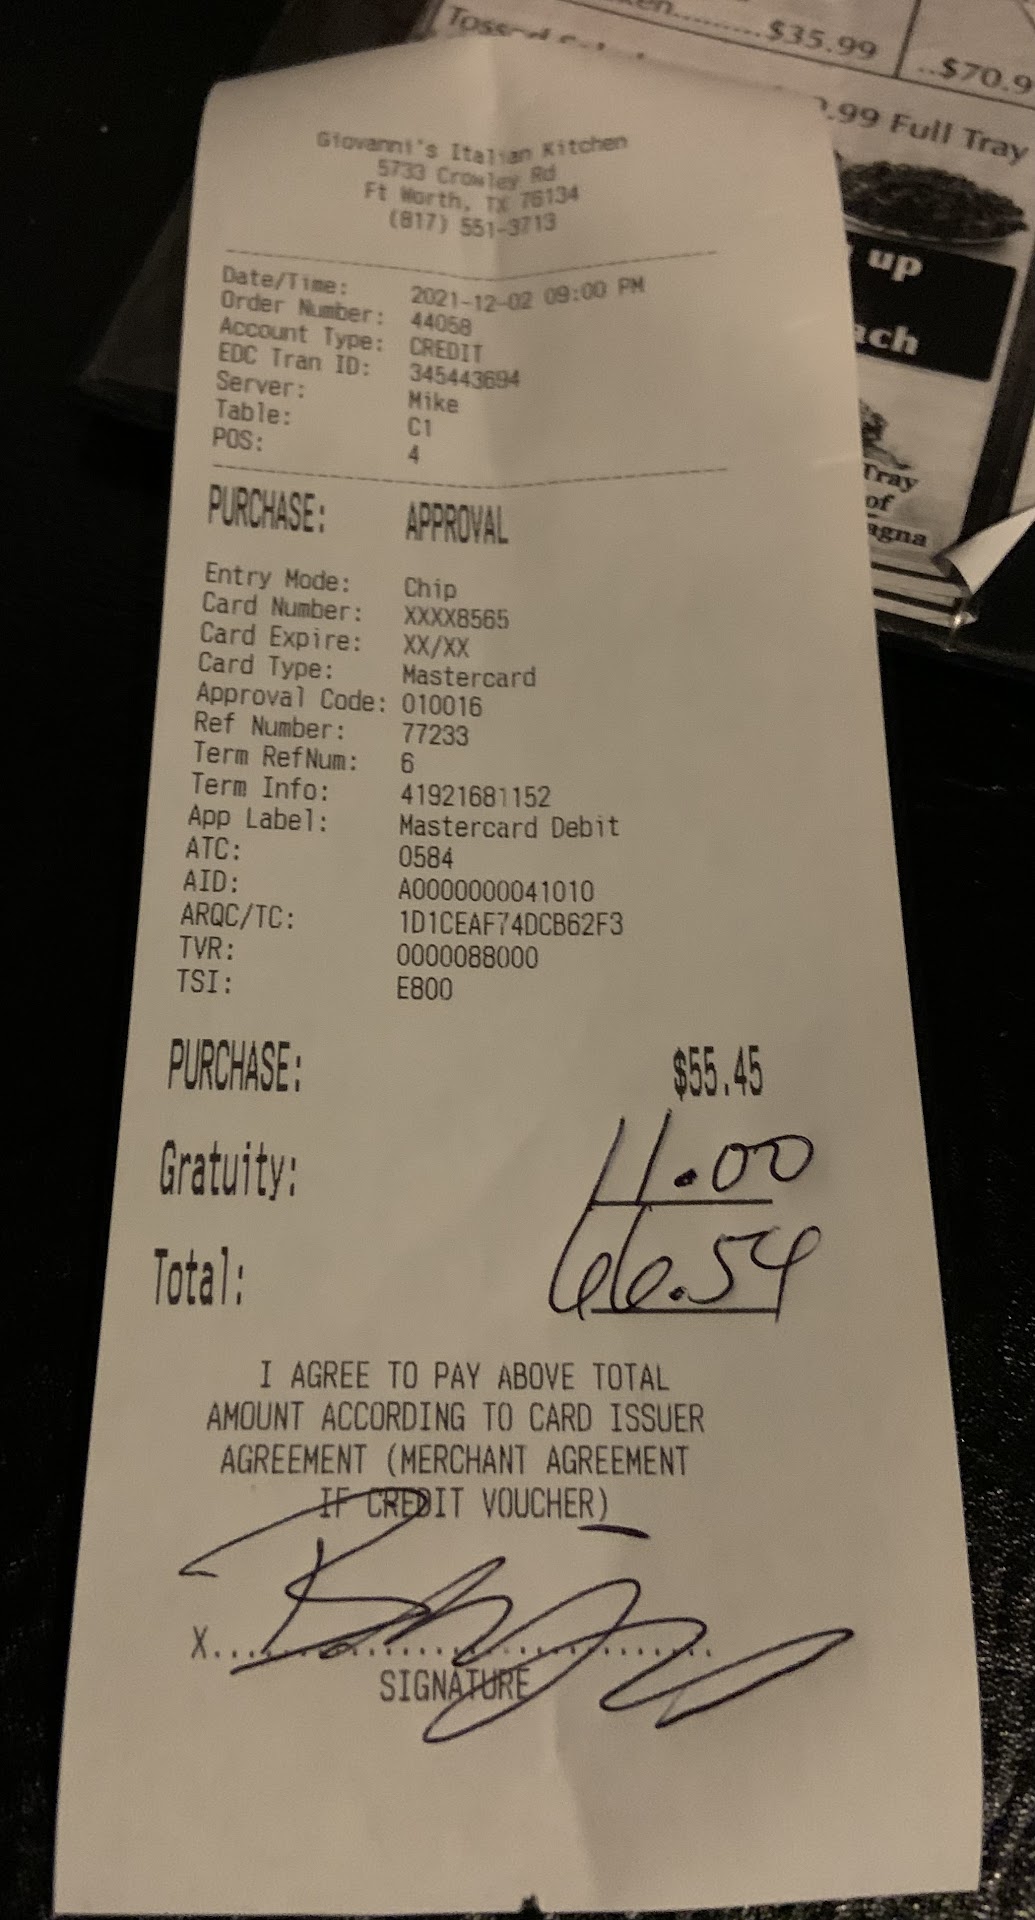 $35.99
$70.9
.99 Full Tray
up
ach
Tray
of
agna
Giovanni's Italian Kitchen
5733 Crowley Rd
Ft Worth, TX 76134
(817) 551-3713
Date/Time: 2021-12-02 09:00 PM
Order Number: 44058
Account Type: CREDIT
EDC Tran ID: 345443694
Server: Mike
Table: C1
POS: 4
PURCHASE: APPROVAL
Entry Mode: Chip
Card Number: XXXX8565
Card Expire: XX/XX
Card Type: Mastercard
Approval Code: 010016
Ref Number: 77233
Term RefNum: 6
Term Info: 41921681152
App Label: Mastercard Debit
ATC: 0584
AID: A0000000041010
ARQC/TC: 1D1CEAF74DCB62F3
TVR: 0000088000
TSI: E800
PURCHASE: $55.45
Gratuity: 11.00
Total: 66.54
I AGREE TO PAY ABOVE TOTAL
AMOUNT ACCORDING TO CARD ISSUER
AGREEMENT (MERCHANT AGREEMENT
IF CREDIT VOUCHER)
X..............................
SIGNATURE